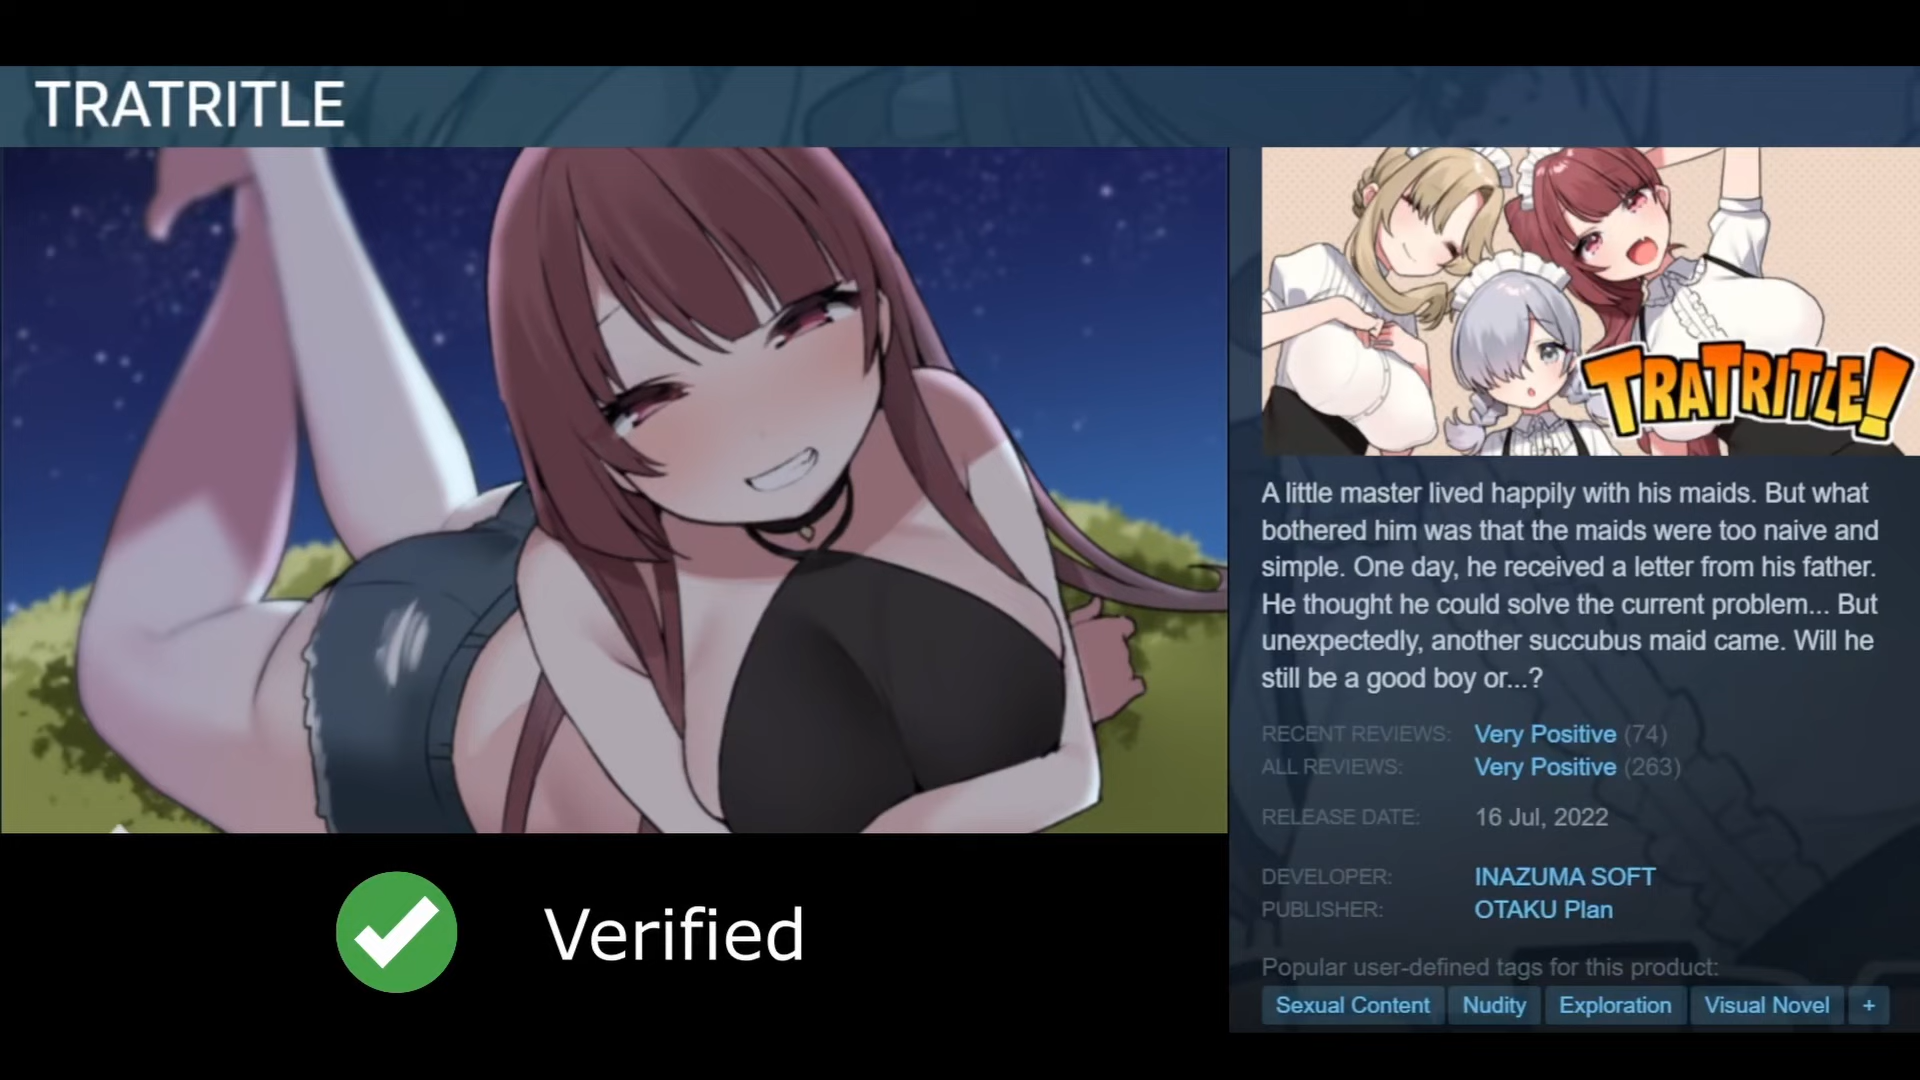 TRATRITLE
TRATRITLE!
A little master lived happily with his maids. But what
bothered him was that the maids were too naive and
simple. One day, he received a letter from his father.
He thought he could solve the current problem... But
unexpectedly, another succubus maid came. Will he
still be a good boy or...?
RECENT REVIEWS: Very Positive (74)
ALL REVIEWS: Very Positive (263)
RELEASE DATE: 16 Jul, 2022
DEVELOPER: INAZUMA SOFT
PUBLISHER: OTAKU Plan
Popular user-defined tags for this product:
Sexual Content Nudity Exploration Visual Novel +
Verified